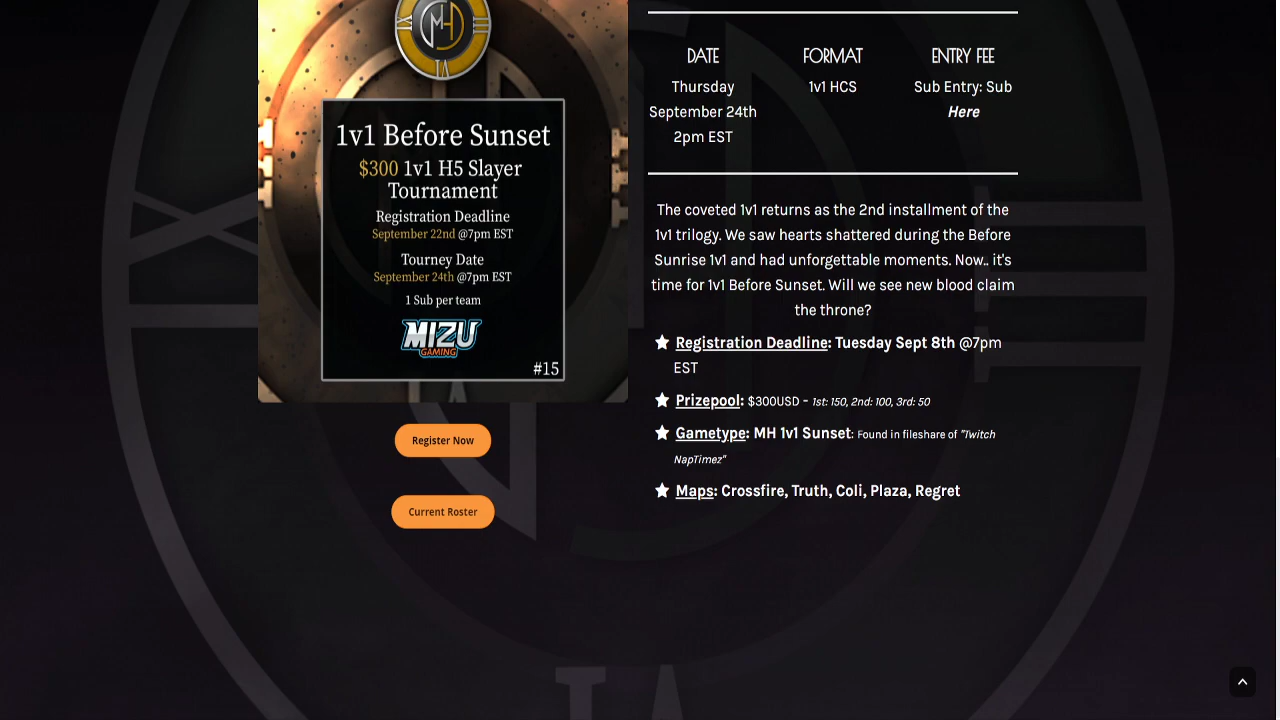 1v1 Before Sunset
$300 1v1 H5 Slayer
Tournament
Registration Deadline
September 22nd @7pm EST
Tourney Date
September 24th @7pm EST
1 Sub per team
MIZU
GAMING
#15
Register Now
Current Roster
DATE
Thursday
September 24th
2pm EST
FORMAT
1v1 HCS
ENTRY FEE
Sub Entry: Sub
Here
The coveted 1v1 returns as the 2nd installment of the
1v1 trilogy. We saw hearts shattered during the Before
Sunrise 1v1 and had unforgettable moments. Now.. it's
time for 1v1 Before Sunset. Will we see new blood claim
the throne?
Registration Deadline: Tuesday Sept 8th @7pm
EST
Prizepool: $300USD – 1st: 150, 2nd: 100, 3rd: 50
Gametype: MH 1v1 Sunset: Found in fileshare of "Twitch
NapTimez"
Maps: Crossfire, Truth, Coli, Plaza, Regret